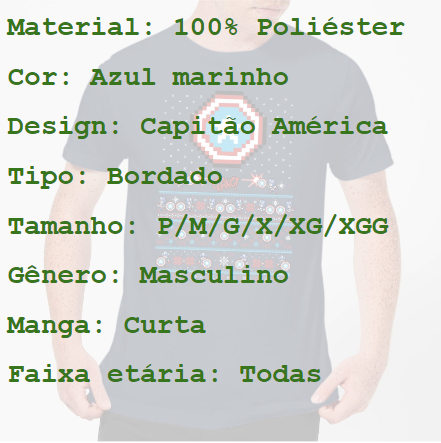 Material: 100% Poliéster
Cor: Azul marinho
Design: Capitão América
Tipo: Bordado
Tamanho: P/M/G/X/XG/XGG
Gênero: Masculino
Manga: Curta
Faixa etária: Todas